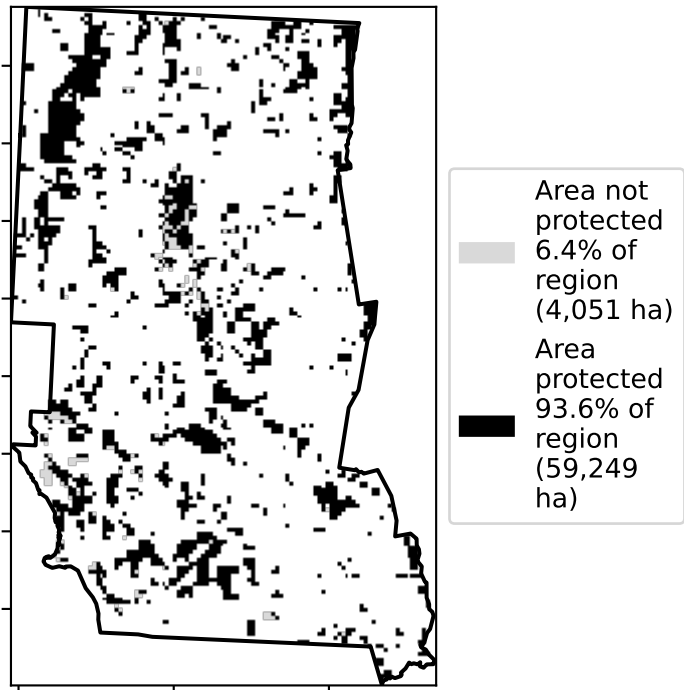 Area not
protected
6.4% of
region
(4,051 ha)
Area
protected
93.6% of
region
(59,249
ha)